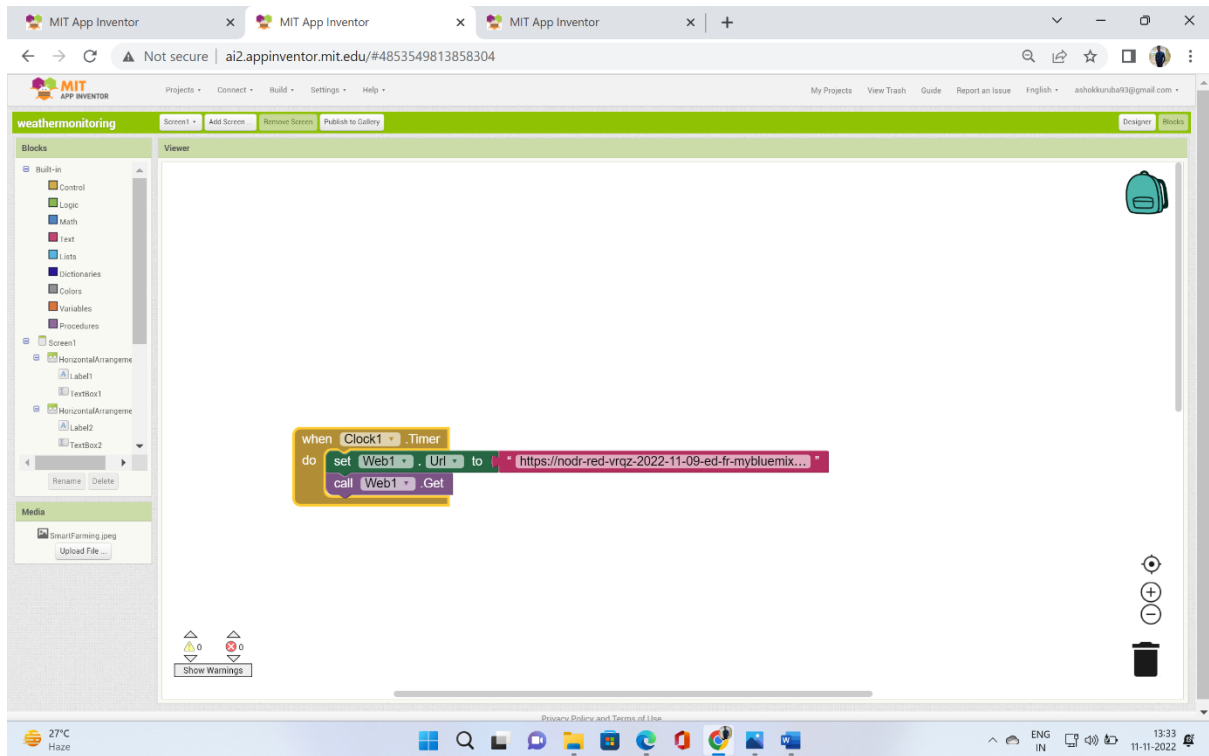 MIT App Inventor
MIT App Inventor
MIT App Inventor
Not secure
ai2.appinventor.mit.edu/#4853549813858304
MIT
APP INVENTOR
Projects
Connect
Build
Settings
Help
My Projects
View Trash
Guide
Report an Issue
English
ashokkuruba93@gmail.com
weathermonitoring
Screen1
Add Screen ...
Remove Screen
Publish to Gallery
Designer
Blocks
Blocks
Viewer
Built-in
Control
Logic
Math
Text
Lists
Dictionaries
Colors
Variables
Procedures
Screen1
HorizontalArrangeme
Label1
TextBox1
HorizontalArrangeme
Label2
TextBox2
Rename Delete
Media
SmartFarming.jpeg
Upload File ...
when Clock1 .Timer
do set Web1 . Url to " https://nodr-red-vrqz-2022-11-09-ed-fr-mybluemix… "
call Web1 .Get
0 0
Show Warnings
Privacy Policy and Terms of Use
27°C
Haze
ENG
IN
13:33
11-11-2022